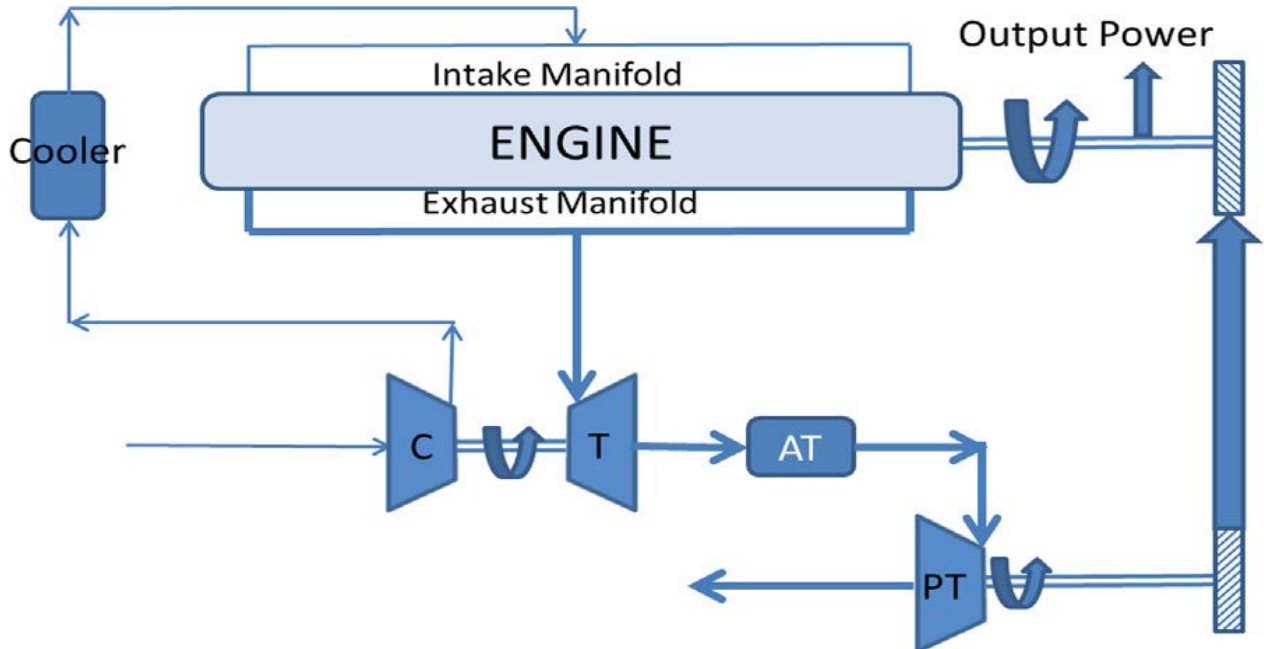 Output Power
Intake Manifold
Cooler
ENGINE
Exhaust Manifold
C
T
AT
PT